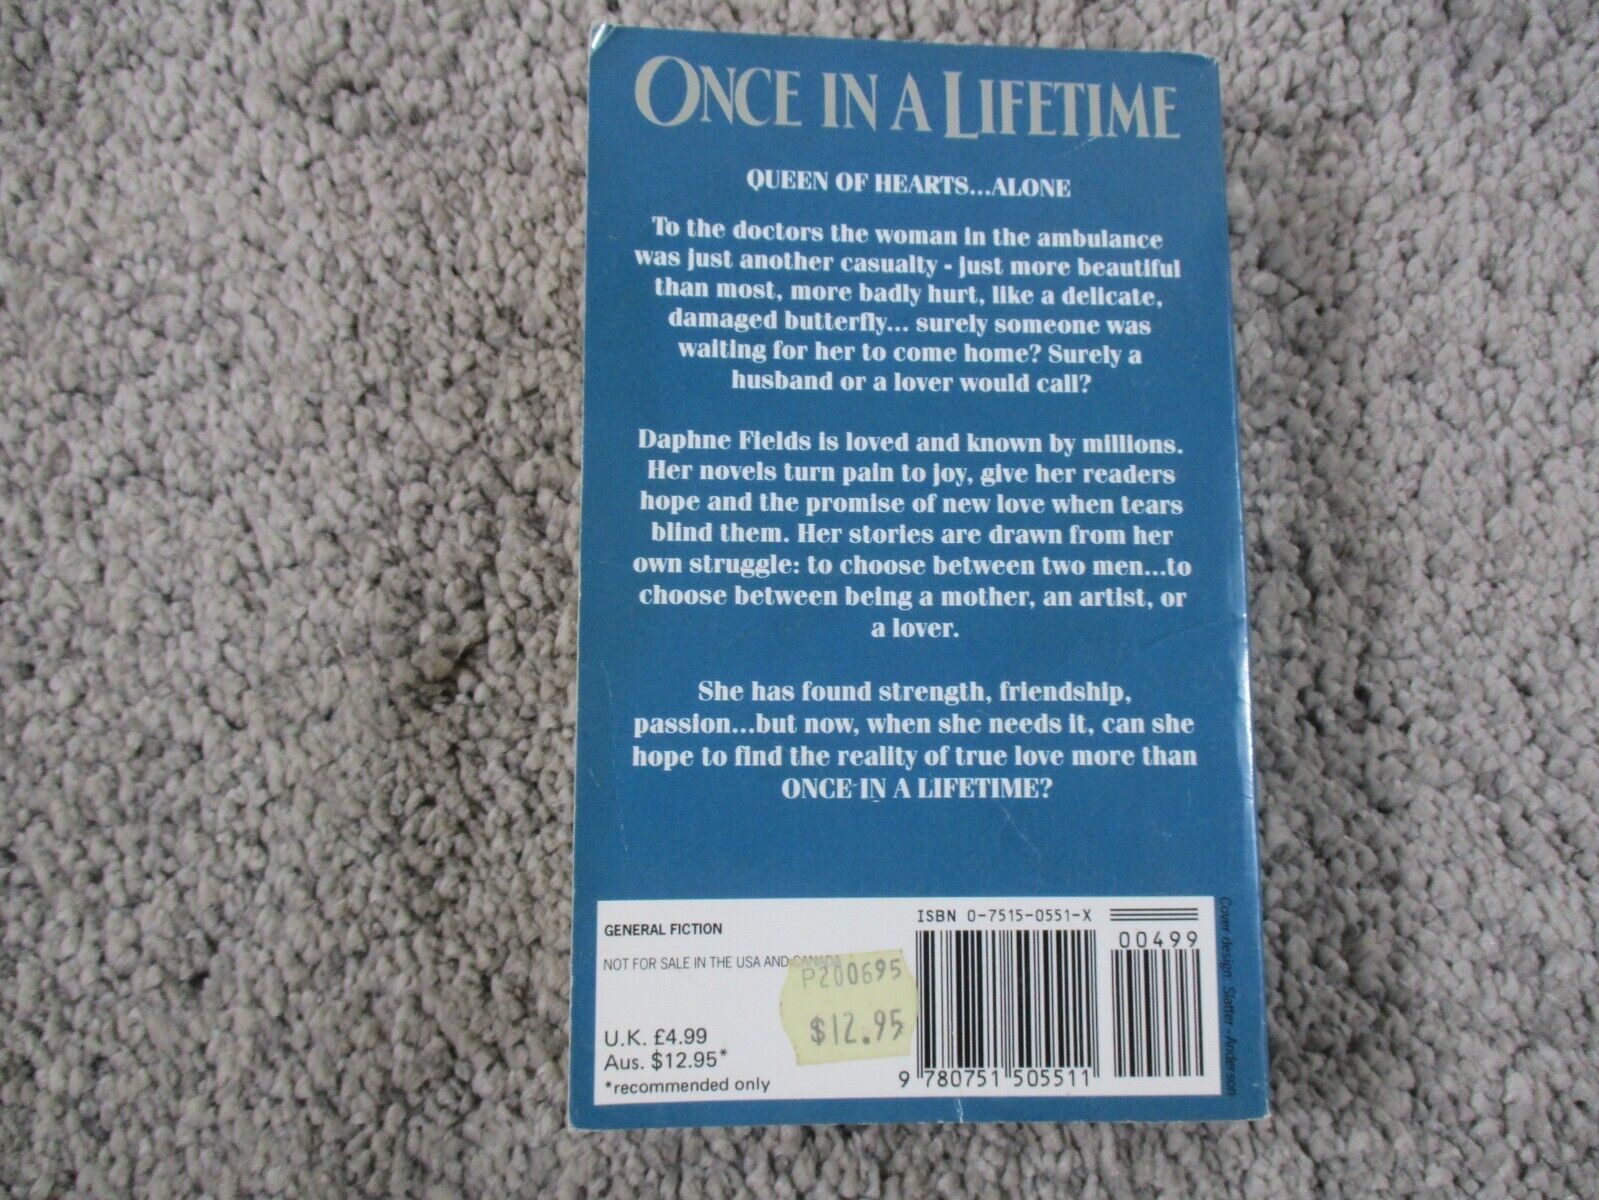 ONCE IN A LIFETIME
QUEEN OF HEARTS...ALONE
To the doctors the woman in the ambulance
was just another casualty - just more beautiful
than most, more badly hurt, like a delicate,
damaged butterfly... surely someone was
waiting for her to come home? Surely a
husband or a lover would call?
Daphne Fields is loved and known by millions.
Her novels turn pain to joy, give her readers
hope and the promise of new love when tears
blind them. Her stories are drawn from her
own struggle: to choose between two men...to
choose between being a mother, an artist, or
a lover.
She has found strength, friendship,
passion...but now, when she needs it, can she
hope to find the reality of true love more than
ONCE IN A LIFETIME?
GENERAL FICTION
NOT FOR SALE IN THE USA AND CANADA
P200695
$12.95
U.K. £4.99
Aus. $12.95*
*recommended only
ISBN 0-7515-0551-X
00499
9 780751 505511
Cover design: Slatter-Anderson